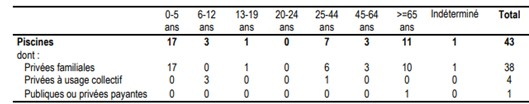 0-5 ans 6-12 ans 13-19 ans 20-24 ans 25-44 ans 45-64 ans >=65 ans Indéterminé Total
Piscines 17 3 1 0 7 3 11 1 43
dont :
Privées familiales 17 0 1 0 6 3 10 1 38
Privées à usage collectif 0 3 0 0 1 0 0 0 4
Publiques ou privées payantes 0 0 0 0 0 0 1 0 1